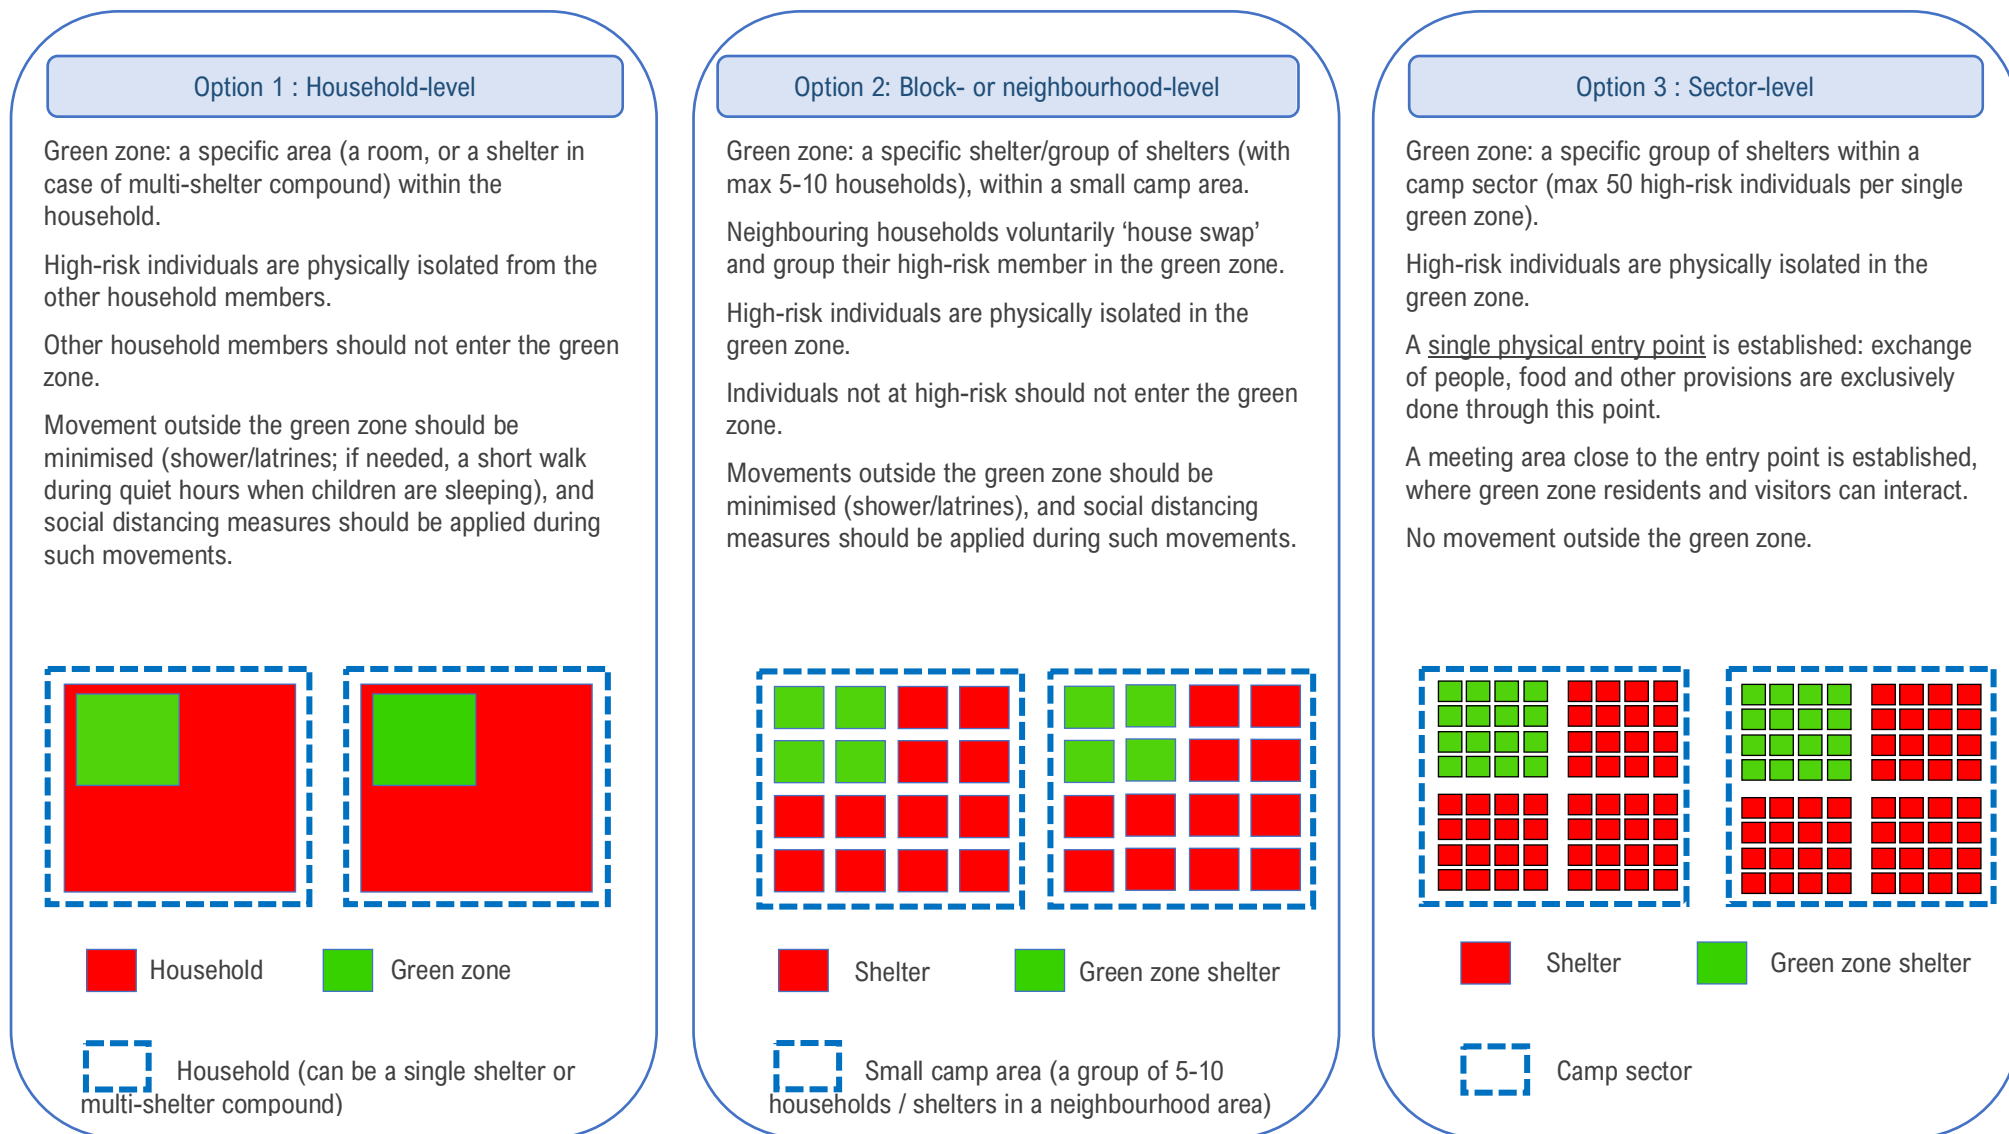 Option 1 : Household-level
Green zone: a specific area (a room, or a shelter in
case of multi-shelter compound) within the
household.
High-risk individuals are physically isolated from the
other household members.
Other household members should not enter the green
zone.
Movement outside the green zone should be
minimised (shower/latrines; if needed, a short walk
during quiet hours when children are sleeping), and
social distancing measures should be applied during
such movements.
Household
Green zone
Household (can be a single shelter or
multi-shelter compound)
Option 2: Block- or neighbourhood-level
Green zone: a specific shelter/group of shelters (with
max 5-10 households), within a small camp area.
Neighbouring households voluntarily ‘house swap’
and group their high-risk member in the green zone.
High-risk individuals are physically isolated in the
green zone.
Individuals not at high-risk should not enter the green
zone.
Movements outside the green zone should be
minimised (shower/latrines), and social distancing
measures should be applied during such movements.
Shelter
Green zone shelter
Small camp area (a group of 5-10
households / shelters in a neighbourhood area)
Option 3 : Sector-level
Green zone: a specific group of shelters within a
camp sector (max 50 high-risk individuals per single
green zone).
High-risk individuals are physically isolated in the
green zone.
A single physical entry point is established: exchange
of people, food and other provisions are exclusively
done through this point.
A meeting area close to the entry point is established,
where green zone residents and visitors can interact.
No movement outside the green zone.
Shelter
Green zone shelter
Camp sector